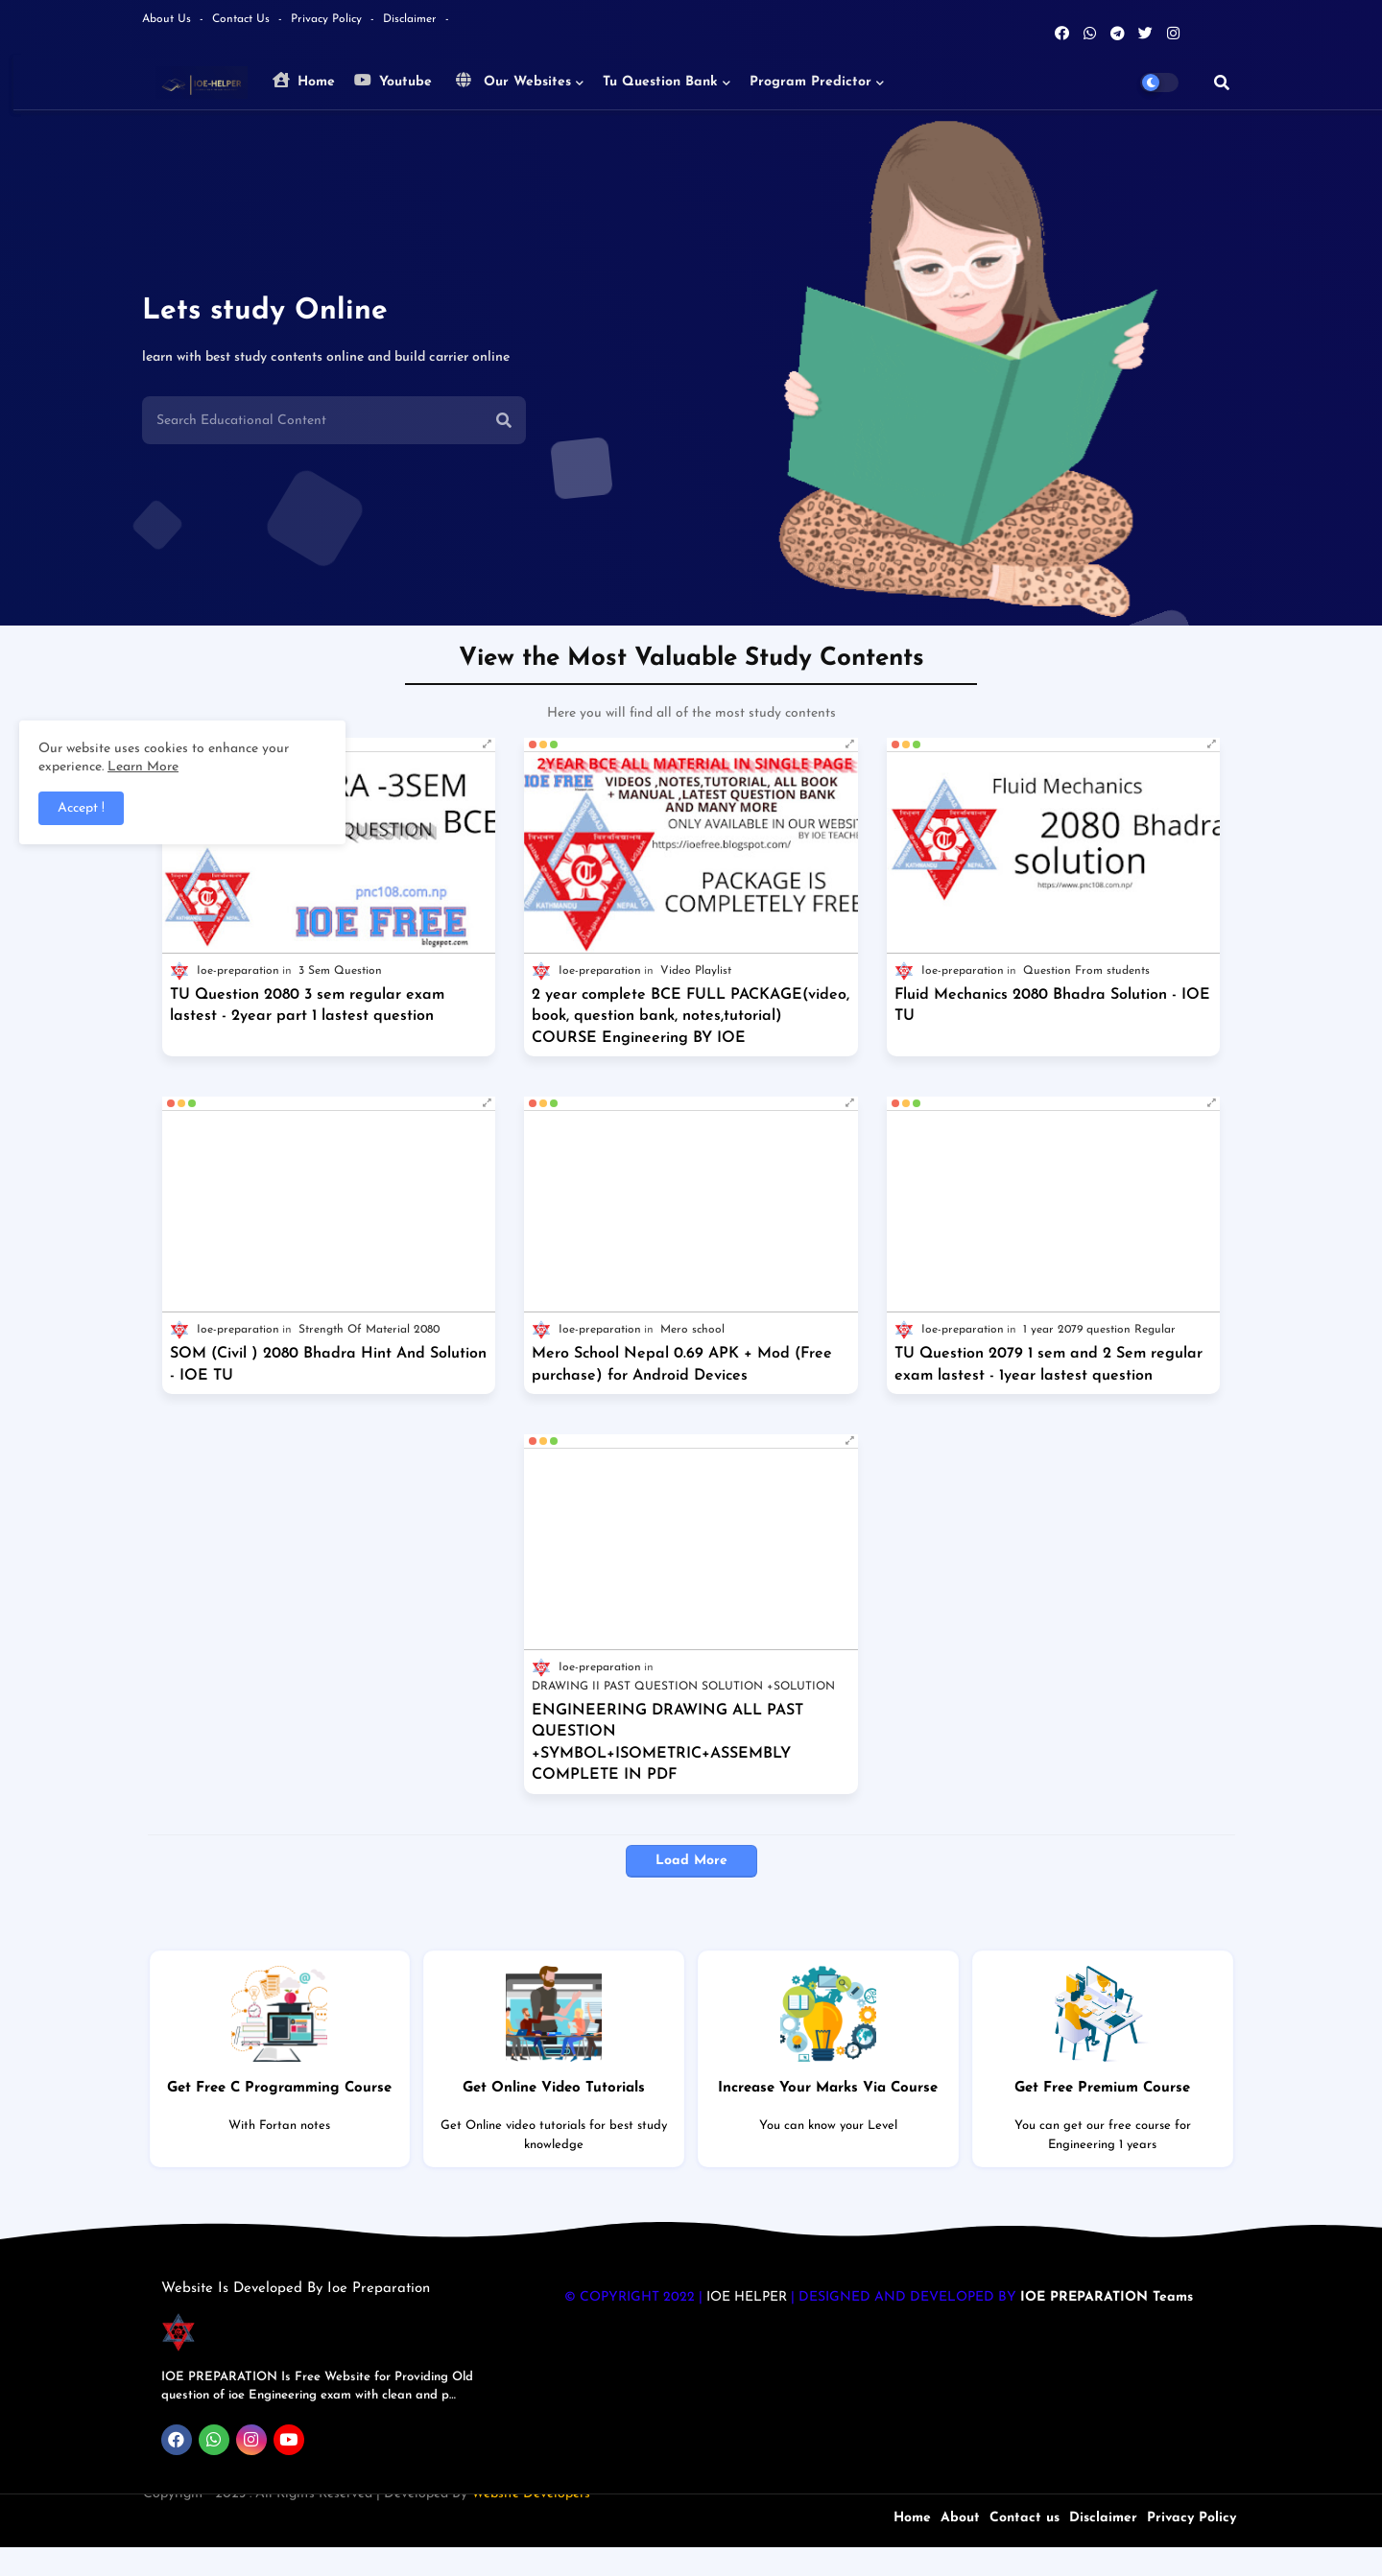 About Us - Contact Us - Privacy Policy - Disclaimer -
IOE-HELPER Home Youtube Our Websites Tu Question Bank Program Predictor
Lets study Online
learn with best study contents online and build carrier online
Search Educational Content
View the Most Valuable Study Contents
Here you will find all of the most study contents
Our website uses cookies to enhance your
experience. Learn More
Accept !
RA -3SEM
QUESTION BCE
pnc108.com.np/
IOE FREE
blogspot.com/
Ioe-preparation in 3 Sem Question
TU Question 2080 3 sem regular exam
lastest - 2year part 1 lastest question
2YEAR BCE ALL MATERIAL IN SINGLE PAGE
IOE FREE
VIDEOS ,NOTES,TUTORIAL, ALL BOOK
+ MANUAL ,LATEST QUESTION BANK
AND MANY MORE
ONLY AVAILABLE IN OUR WEBSIT
BY IOE TEACH
https://ioefree.blogspot.com/
PACKAGE IS
COMPLETELY FREE
KATHMANDU NEPAL
Ioe-preparation in Video Playlist
2 year complete BCE FULL PACKAGE(video,
book, question bank, notes,tutorial)
COURSE Engineering BY IOE
Fluid Mechanics
2080 Bhadra
solution
https://www.pnc108.com.np/
KATHMANDU NEPAL
Ioe-preparation in Question From students
Fluid Mechanics 2080 Bhadra Solution - IOE
TU
Ioe-preparation in Strength Of Material 2080
SOM (Civil ) 2080 Bhadra Hint And Solution
- IOE TU
Ioe-preparation in Mero school
Mero School Nepal 0.69 APK + Mod (Free
purchase) for Android Devices
Ioe-preparation in 1 year 2079 question Regular
TU Question 2079 1 sem and 2 Sem regular
exam lastest - 1year lastest question
Ioe-preparation in
DRAWING II PAST QUESTION SOLUTION +SOLUTION
ENGINEERING DRAWING ALL PAST
QUESTION
+SYMBOL+ISOMETRIC+ASSEMBLY
COMPLETE IN PDF
Load More
Get Free C Programming Course
With Fortan notes
Get Online Video Tutorials
Get Online video tutorials for best study
knowledge
Increase Your Marks Via Course
You can know your Level
Get Free Premium Course
You can get our free course for
Engineering 1 years
Website Is Developed By Ioe Preparation
IOE PREPARATION Is Free Website for Providing Old
question of ioe Engineering exam with clean and p...
© COPYRIGHT 2022 | IOE HELPER | DESIGNED AND DEVELOPED BY IOE PREPARATION Teams
Copyright - 2023 . All Rights Reserved | Developed By Website Developers
Home About Contact us Disclaimer Privacy Policy